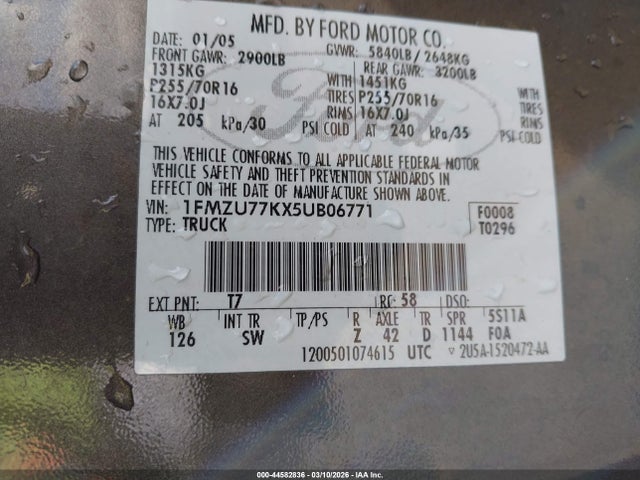 MFD. BY FORD MOTOR CO.
DATE: 01/05 GVWR: 5840LB/2648KG
FRONT GAWR: 2900LB REAR GAWR: 3200LB
1315KG WITH 1451KG WITH
P255/70R16 TIRES P255/70R16 TIRES
16X7.0J RIMS 16X7.0J RIMS
AT 205 kPa/30 PSI COLD AT 240 kPa/35 PSI COLD
Ford
THIS VEHICLE CONFORMS TO ALL APPLICABLE FEDERAL MOTOR
VEHICLE SAFETY AND THEFT PREVENTION STANDARDS IN
EFFECT ON THE DATE OF MANUFACTURE SHOWN ABOVE.
VIN: 1FMZU77KX5UB06771 F0008
TYPE: TRUCK T0296
EXT PNT: T7 RC: 58 DSO:
WB INT TR TP/PS R AXLE TR SPR 5S11A
126 SW Z 42 D 1144 F0A
1200501074615 UTC ▽ 2U5A-1520472-AA
000-44582836 | 03/10/2026 | IAA Inc.